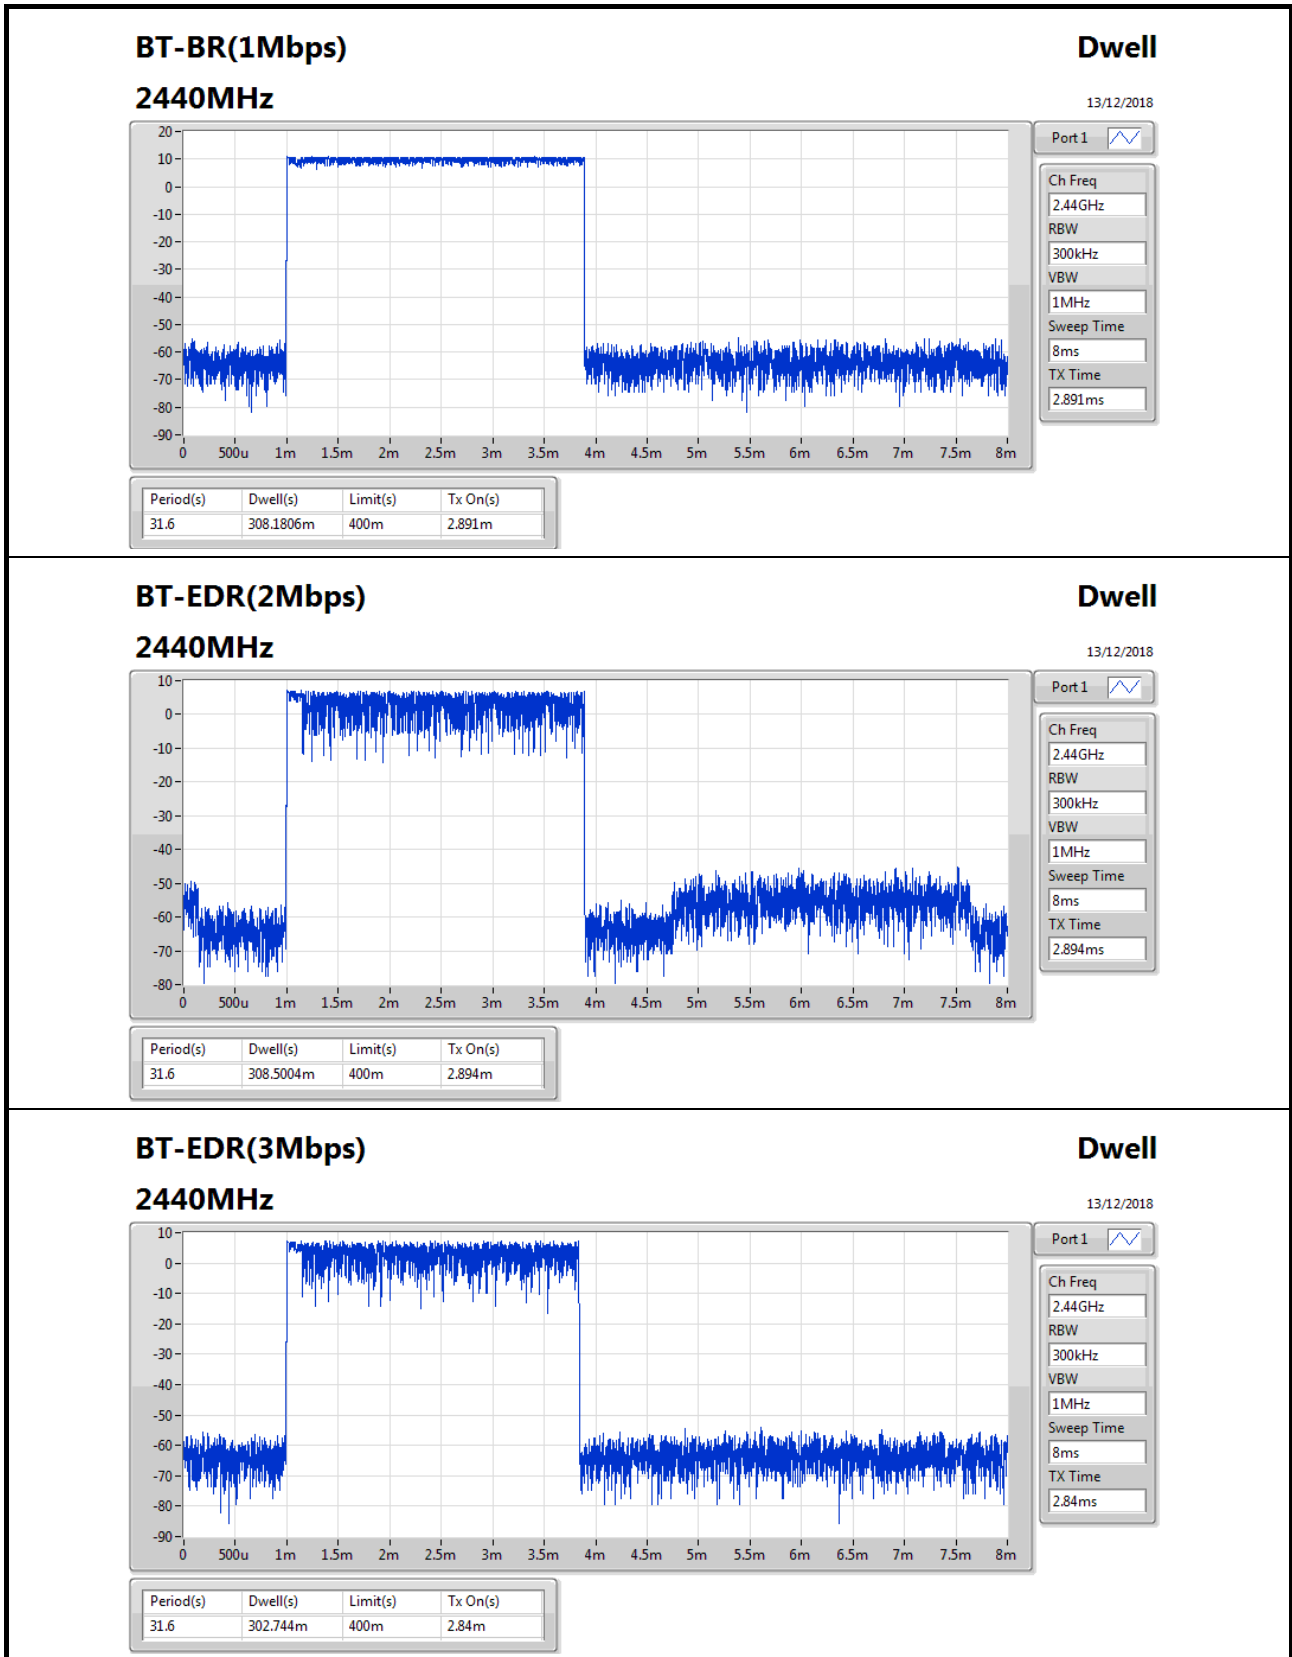 BT-BR(1Mbps) Dwell
2440MHz 13/12/2018
20
10
0
-10
-20
-30
-40
-50
-60
-70
-80
-90
0 500u 1m 1.5m 2m 2.5m 3m 3.5m 4m 4.5m 5m 5.5m 6m 6.5m 7m 7.5m 8m
Port 1
Ch Freq
2.44GHz
RBW
300kHz
VBW
1MHz
Sweep Time
8ms
TX Time
2.891ms
Period(s) Dwell(s) Limit(s) Tx On(s)
31.6 308.1806m 400m 2.891m
BT-EDR(2Mbps) Dwell
2440MHz 13/12/2018
10
0
-10
-20
-30
-40
-50
-60
-70
-80
0 500u 1m 1.5m 2m 2.5m 3m 3.5m 4m 4.5m 5m 5.5m 6m 6.5m 7m 7.5m 8m
Port 1
Ch Freq
2.44GHz
RBW
300kHz
VBW
1MHz
Sweep Time
8ms
TX Time
2.894ms
Period(s) Dwell(s) Limit(s) Tx On(s)
31.6 308.5004m 400m 2.894m
BT-EDR(3Mbps) Dwell
2440MHz 13/12/2018
10
0
-10
-20
-30
-40
-50
-60
-70
-80
-90
0 500u 1m 1.5m 2m 2.5m 3m 3.5m 4m 4.5m 5m 5.5m 6m 6.5m 7m 7.5m 8m
Port 1
Ch Freq
2.44GHz
RBW
300kHz
VBW
1MHz
Sweep Time
8ms
TX Time
2.84ms
Period(s) Dwell(s) Limit(s) Tx On(s)
31.6 302.744m 400m 2.84m